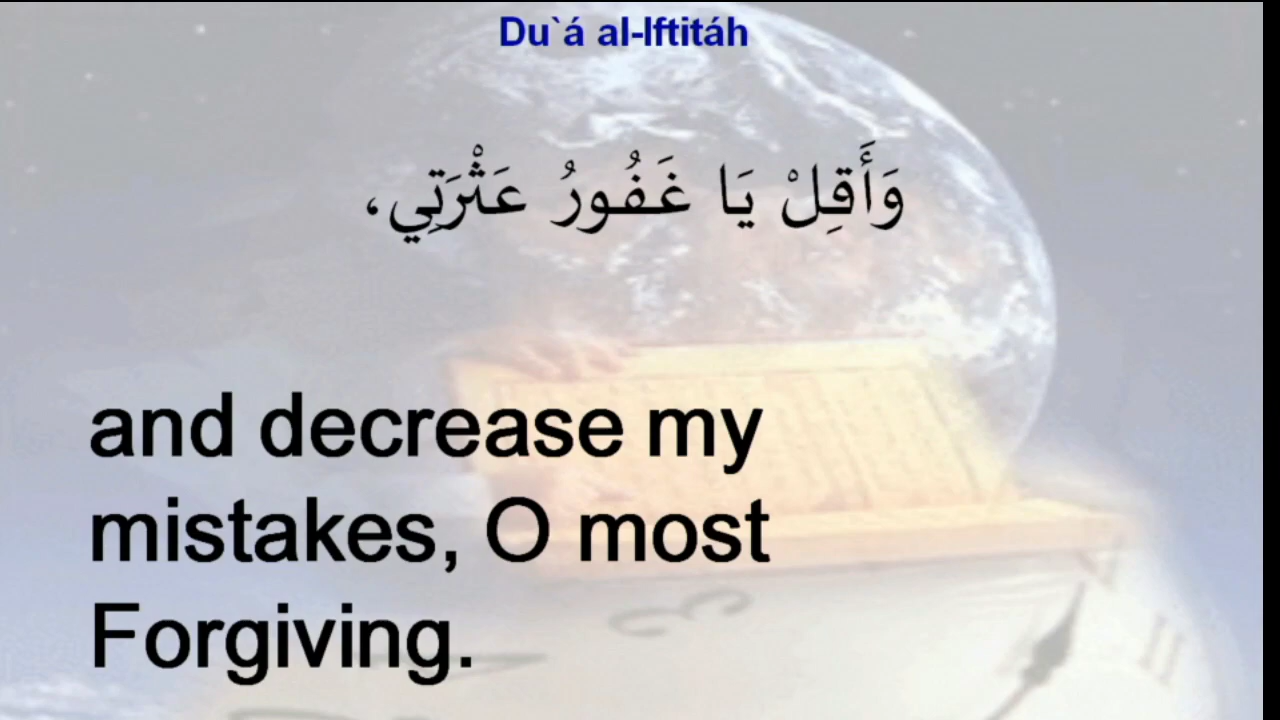 Du`á al-Iftitáh
وَأَقِلْ يَا غَفُورُ عَثْرَتِي،
and decrease my
mistakes, O most
Forgiving.